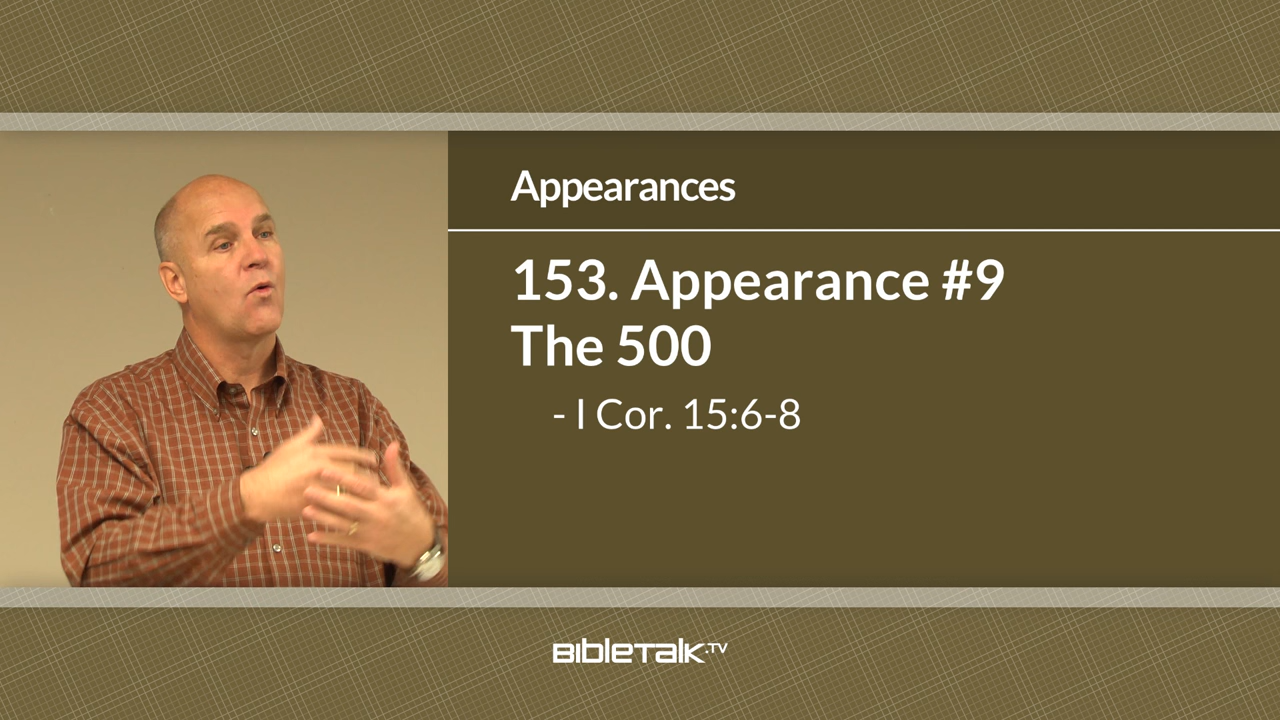 Appearances
153. Appearance #9
The 500
- I Cor. 15:6-8
BIBLETALK.TV